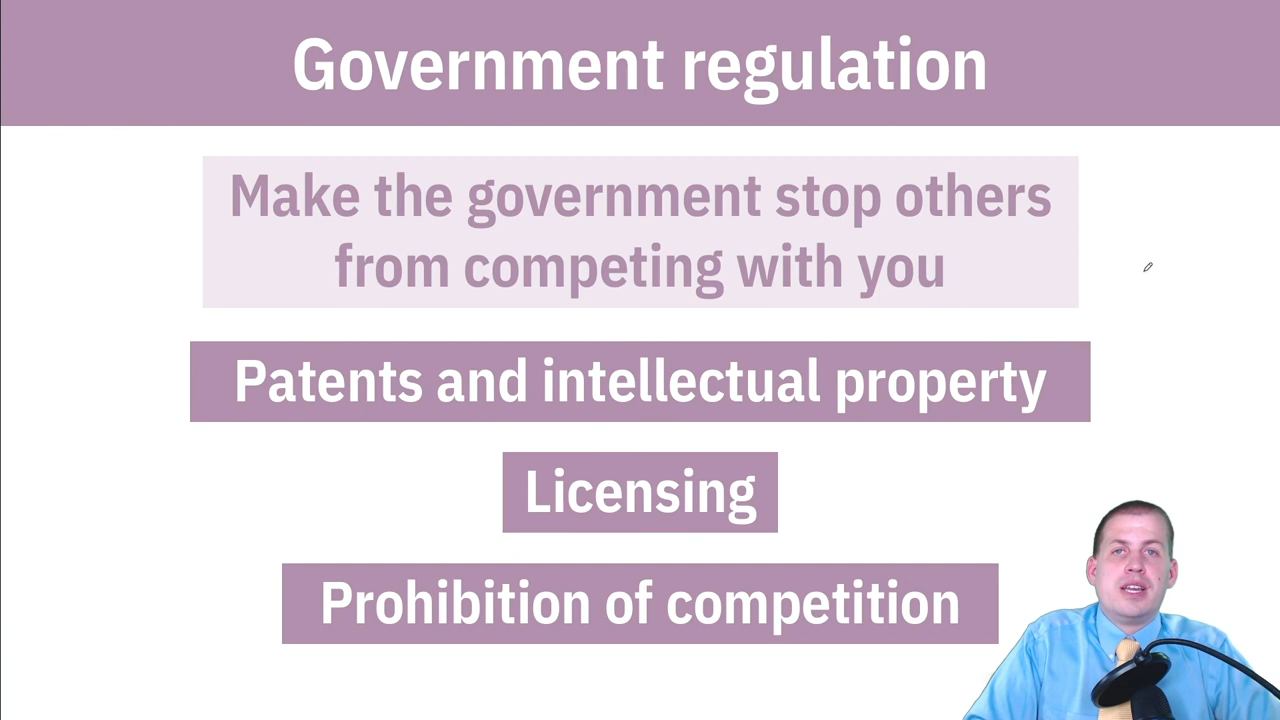 Government regulation
Make the government stop others
from competing with you
Patents and intellectual property
Licensing
Prohibition of competition